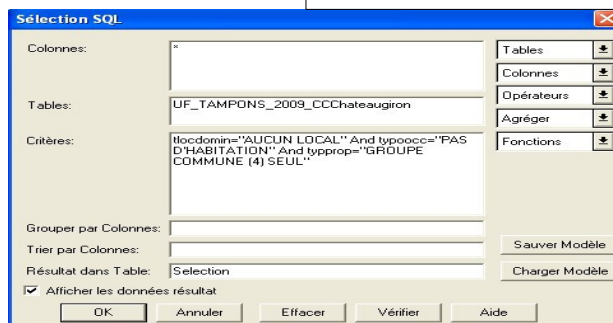 Sélection SQL
Colonnes:
*
Tables
Colonnes
Opérateurs
Agréger
Fonctions
Tables:
UF_TAMPONS_2009_CCChateaugiron
Critères:
tlocdomin="AUCUN LOCAL" And typoocc="PAS
D'HABITATION" And typprop="GROUPE
COMMUNE (4) SEUL"
Grouper par Colonnes:
Trier par Colonnes:
Résultat dans Table:
Selection
Sauver Modèle
Charger Modèle
Afficher les données résultat
OK
Annuler
Effacer
Vérifier
Aide